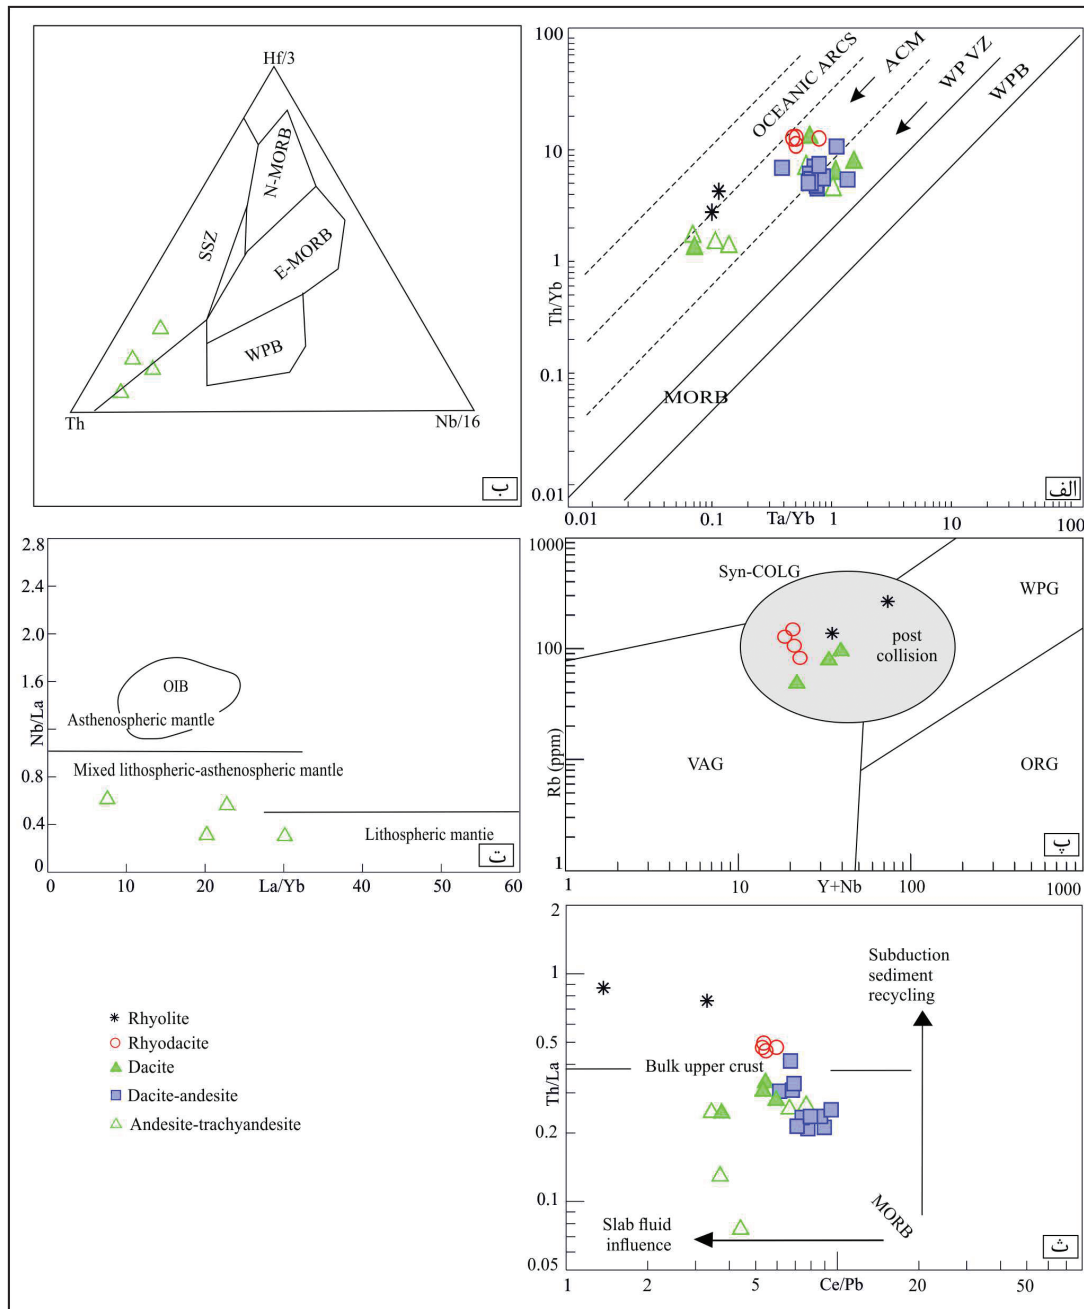 Hf/3
N-MORB
SSZ
E-MORB
WPB
Th
Nb/16
ب
100
10
1
0.1
0.01
Th/Yb
OCEANIC ARCS
ACM
WP VZ
WPB
MORB
الف
0.01
0.1
Ta/Yb
1
10
100
2.8
2.4
2.0
1.6
0.8
0.4
0
Nb/La
OIB
Asthenospheric mantle
Mixed lithospheric-asthenospheric mantle
Lithospheric mantie
ت
0
10
20
La/Yb
30
40
50
60
1000
100
10
1
Rb (ppm)
Syn-COLG
WPG
post
collision
VAG
ORG
پ
1
10
Y+Nb
100
1000
2
1
0.5
0.2
0.1
0.05
Th/La
Subduction
sediment
recycling
Bulk upper crust
MORB
Slab fluid
influence
ث
1
2
5
Ce/Pb
20
50
Rhyolite
Rhyodacite
Dacite
Dacite-andesite
Andesite-trachyandesite